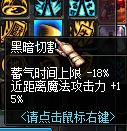 黑暗切割
蓄气时间上限 -18%
近距离魔法攻击力 +1
5%
<请点击鼠标右键>